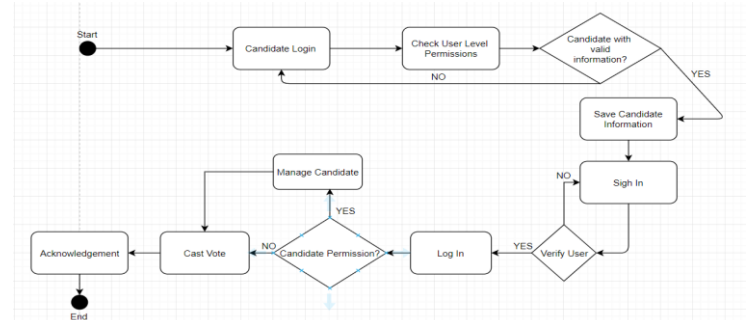 Start
Candidate Login
Check User Level
Permissions
Candidate with
valid
information?
NO
YES
Save Candidate
Information
Sigh In
NO
Verify User
YES
Log In
Candidate Permission?
YES
Manage Candidate
NO
Cast Vote
Acknowledgement
End